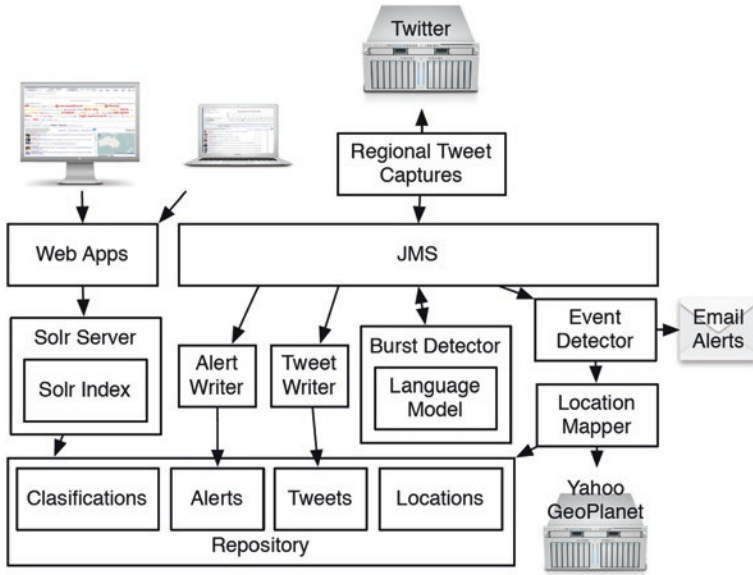 Twitter
Regional Tweet
Captures
Web Apps
JMS
Solr Server
Solr Index
Alert
Writer
Tweet
Writer
Burst Detector
Language
Model
Event
Detector
Email
Alerts
Location
Mapper
Clasifications
Alerts
Tweets
Locations
Repository
Yahoo
GeoPlanet